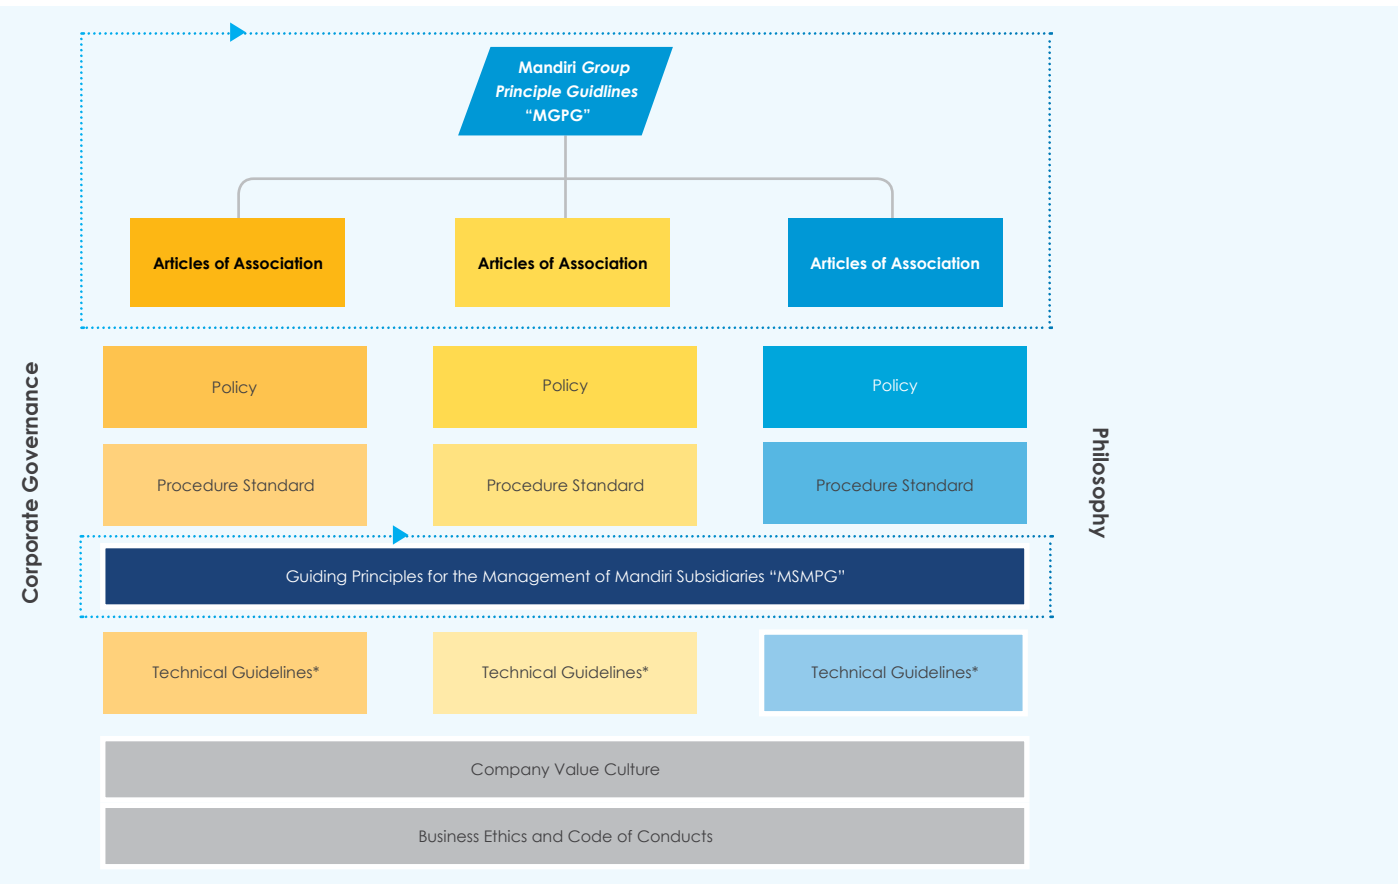 Mandiri Group
Principle Guidlines
“MGPG”
Articles of Association
Articles of Association
Articles of Association
Corporate Governance
Philosophy
Policy
Policy
Policy
Procedure Standard
Procedure Standard
Procedure Standard
Guiding Principles for the Management of Mandiri Subsidiaries “MSMPG”
Technical Guidelines*
Technical Guidelines*
Technical Guidelines*
Company Value Culture
Business Ethics and Code of Conducts